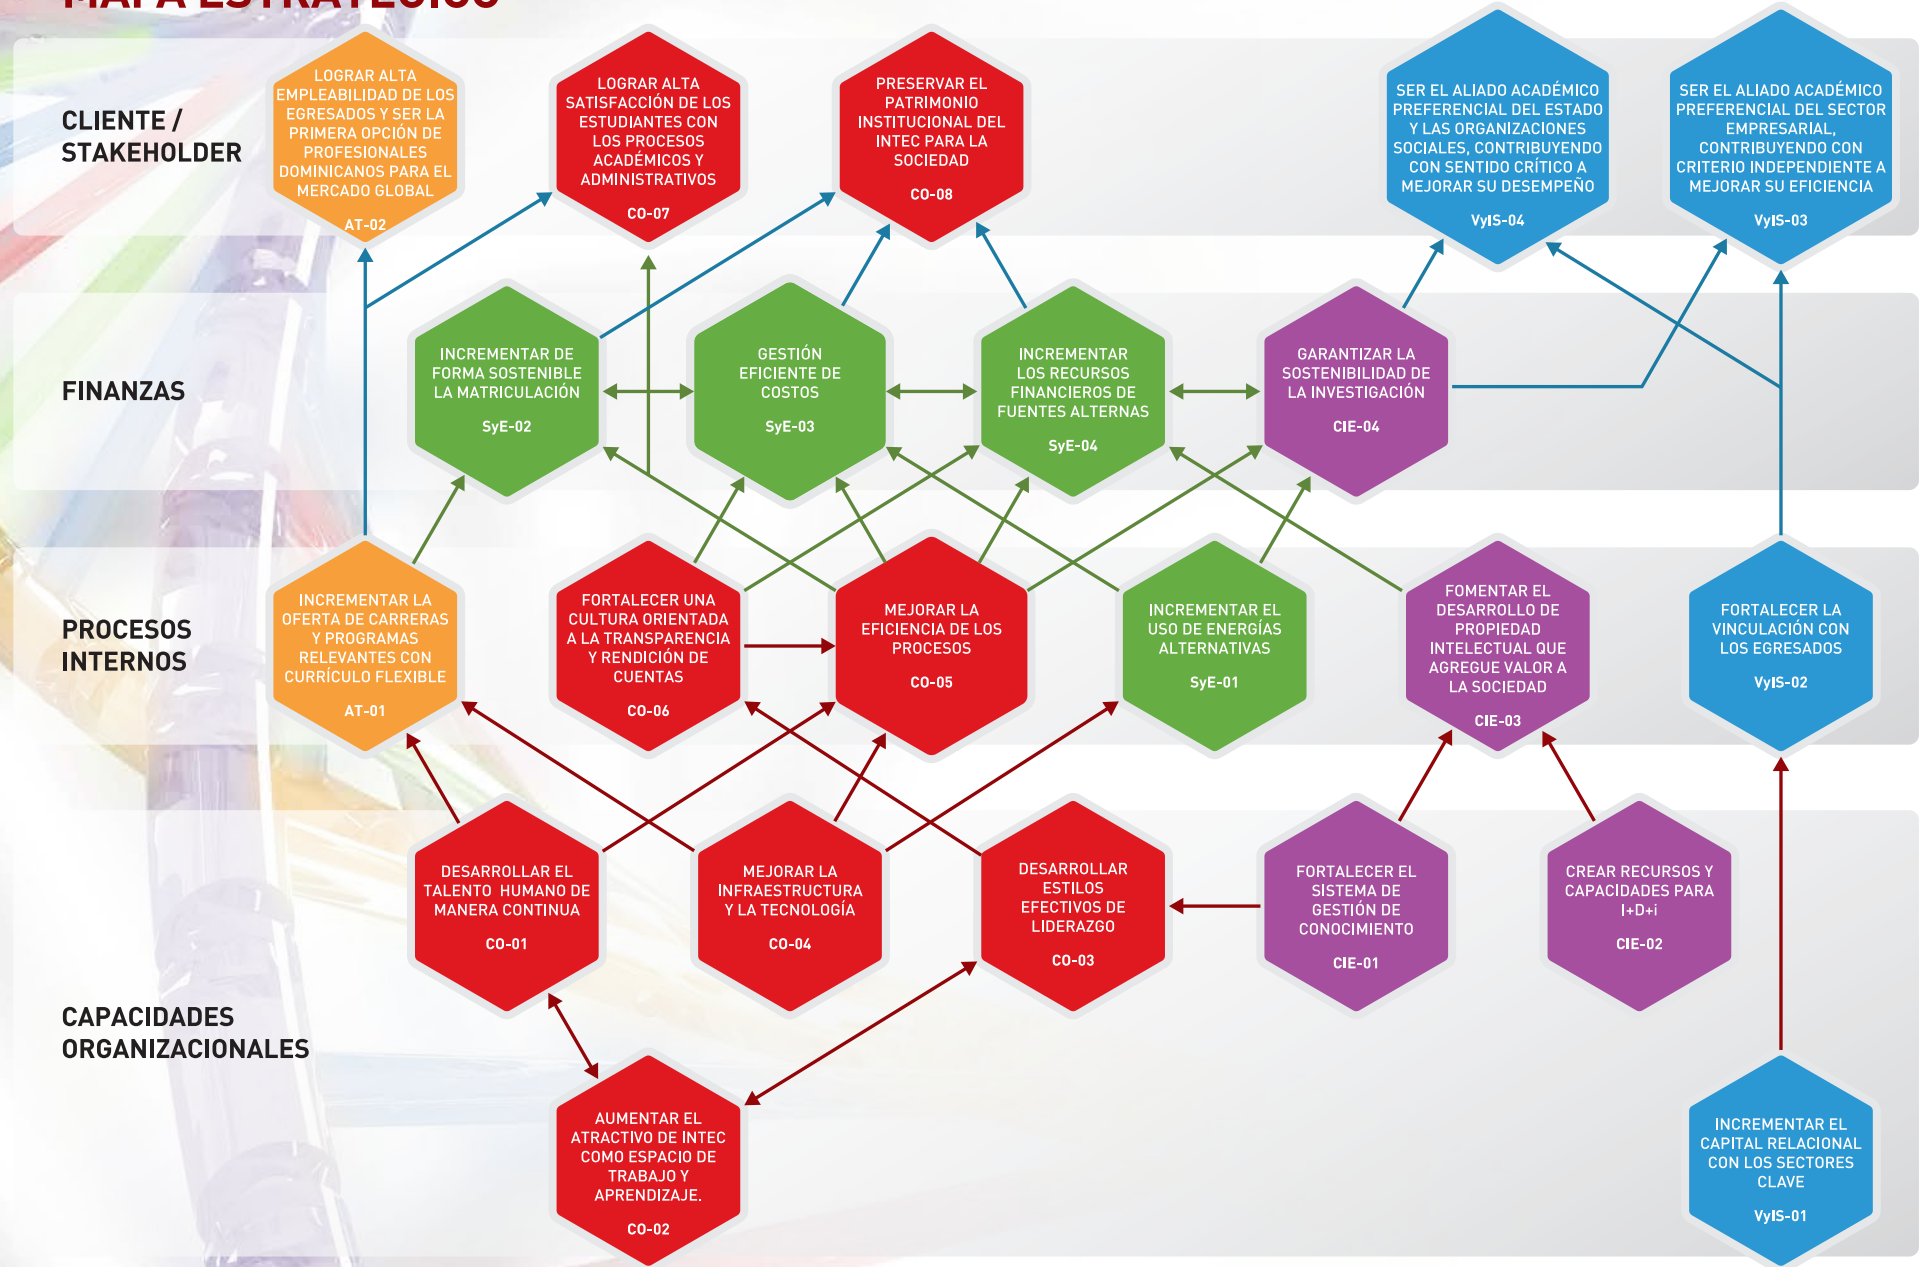 MAPA ESTRATÉGICO
CLIENTE /
STAKEHOLDER
LOGRAR ALTA
EMPLEABILIDAD DE LOS
EGRESADOS Y SER LA
PRIMERA OPCIÓN DE
PROFESIONALES
DOMINICANOS PARA EL
MERCADO GLOBAL
AT-02
LOGRAR ALTA
SATISFACCIÓN DE LOS
ESTUDIANTES CON
LOS PROCESOS
ACADÉMICOS Y
ADMINISTRATIVOS
CO-07
PRESERVAR EL
PATRIMONIO
INSTITUCIONAL DEL
INTEC PARA LA
SOCIEDAD
CO-08
SER EL ALIADO ACADÉMICO
PREFERENCIAL DEL ESTADO
Y LAS ORGANIZACIONES
SOCIALES, CONTRIBUYENDO
CON SENTIDO CRÍTICO A
MEJORAR SU DESEMPEÑO
VyIS-04
SER EL ALIADO ACADÉMICO
PREFERENCIAL DEL SECTOR
EMPRESARIAL,
CONTRIBUYENDO CON
CRITERIO INDEPENDIENTE A
MEJORAR SU EFICIENCIA
VyIS-03
FINANZAS
INCREMENTAR DE
FORMA SOSTENIBLE
LA MATRICULACIÓN
SyE-02
GESTIÓN
EFICIENTE DE
COSTOS
SyE-03
INCREMENTAR
LOS RECURSOS
FINANCIEROS DE
FUENTES ALTERNAS
SyE-04
GARANTIZAR LA
SOSTENIBILIDAD DE
LA INVESTIGACIÓN
CIE-04
PROCESOS
INTERNOS
INCREMENTAR LA
OFERTA DE CARRERAS
Y PROGRAMAS
RELEVANTES CON
CURRÍCULO FLEXIBLE
AT-01
FORTALECER UNA
CULTURA ORIENTADA
A LA TRANSPARENCIA
Y RENDICIÓN DE
CUENTAS
CO-06
MEJORAR LA
EFICIENCIA DE LOS
PROCESOS
CO-05
INCREMENTAR EL
USO DE ENERGÍAS
ALTERNATIVAS
SyE-01
FOMENTAR EL
DESARROLLO DE
PROPIEDAD
INTELECTUAL QUE
AGREGUE VALOR A
LA SOCIEDAD
CIE-03
FORTALECER LA
VINCULACIÓN CON
LOS EGRESADOS
VyIS-02
CAPACIDADES
ORGANIZACIONALES
DESARROLLAR EL
TALENTO HUMANO DE
MANERA CONTINUA
CO-01
MEJORAR LA
INFRAESTRUCTURA
Y LA TECNOLOGÍA
CO-04
DESARROLLAR
ESTILOS
EFECTIVOS DE
LIDERAZGO
CO-03
FORTALECER EL
SISTEMA DE
GESTIÓN DE
CONOCIMIENTO
CIE-01
CREAR RECURSOS Y
CAPACIDADES PARA
I+D+i
CIE-02
AUMENTAR EL
ATRACTIVO DE INTEC
COMO ESPACIO DE
TRABAJO Y
APRENDIZAJE.
CO-02
INCREMENTAR EL
CAPITAL RELACIONAL
CON LOS SECTORES
CLAVE
VyIS-01